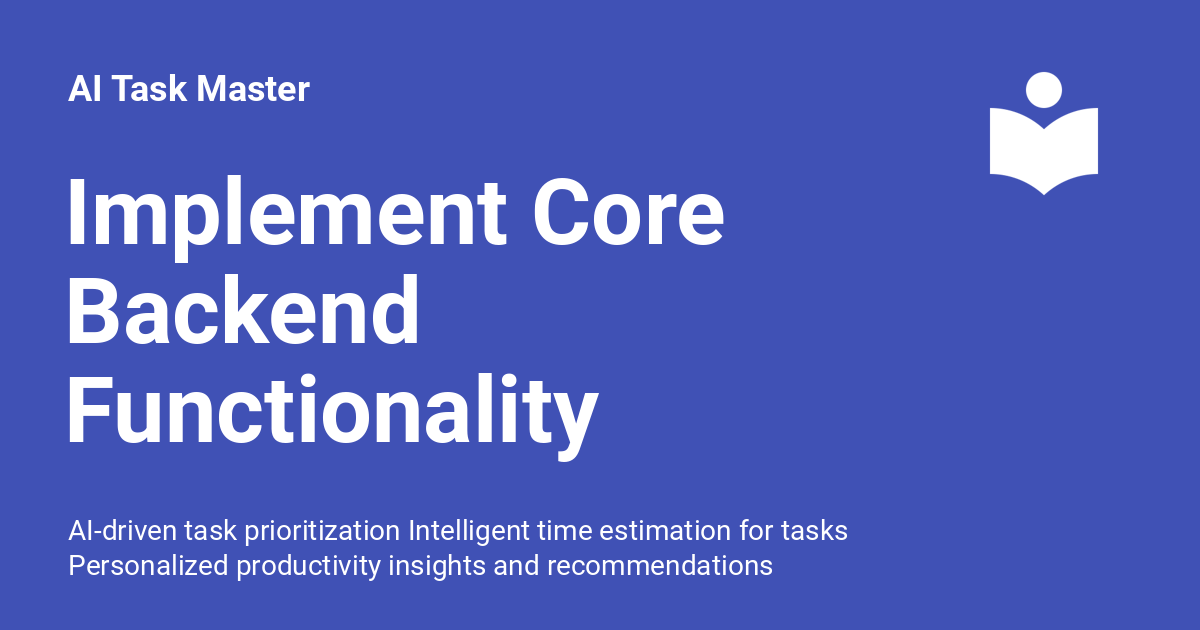 AI Task Master
Implement Core
Backend
Functionality
AI-driven task prioritization Intelligent time estimation for tasks
Personalized productivity insights and recommendations